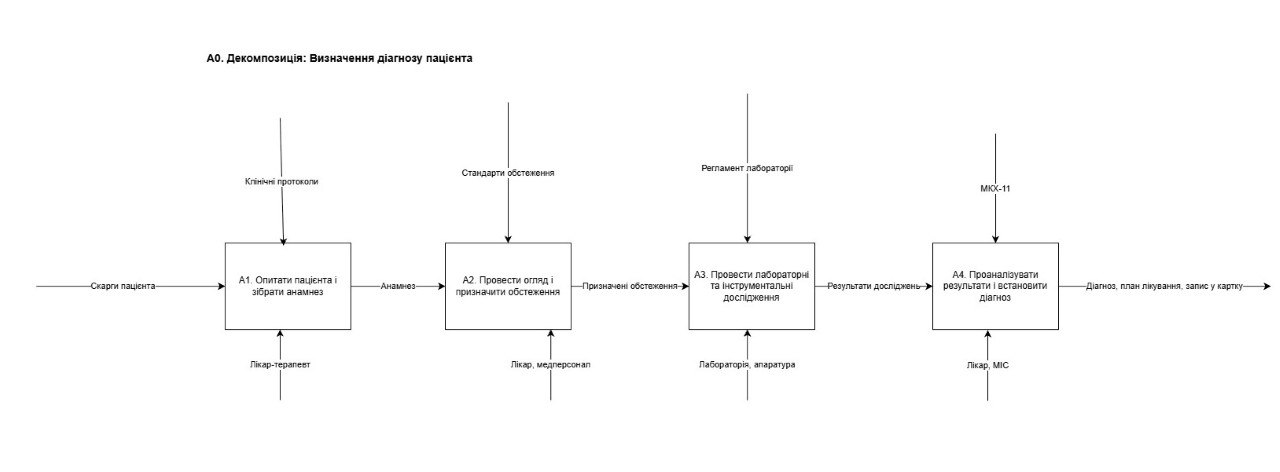 А0. Декомпозиція: Визначення діагнозу пацієнта
Клінічні протоколи
Стандарти обстеження
Регламент лабораторії
МКХ-11
Скарги пацієнта
А1. Опитати пацієнта і
зібрати анамнез
Анамнез
А2. Провести огляд і
призначити обстеження
Призначені обстеження
А3. Провести лабораторні
та інструментальні
дослідження
Результати досліджень
А4. Проаналізувати
результати і встановити
діагноз
Діагноз, план лікування, запис у картку
Лікар-терапевт
Лікар, медперсонал
Лабораторія, апаратура
Лікар, МІС